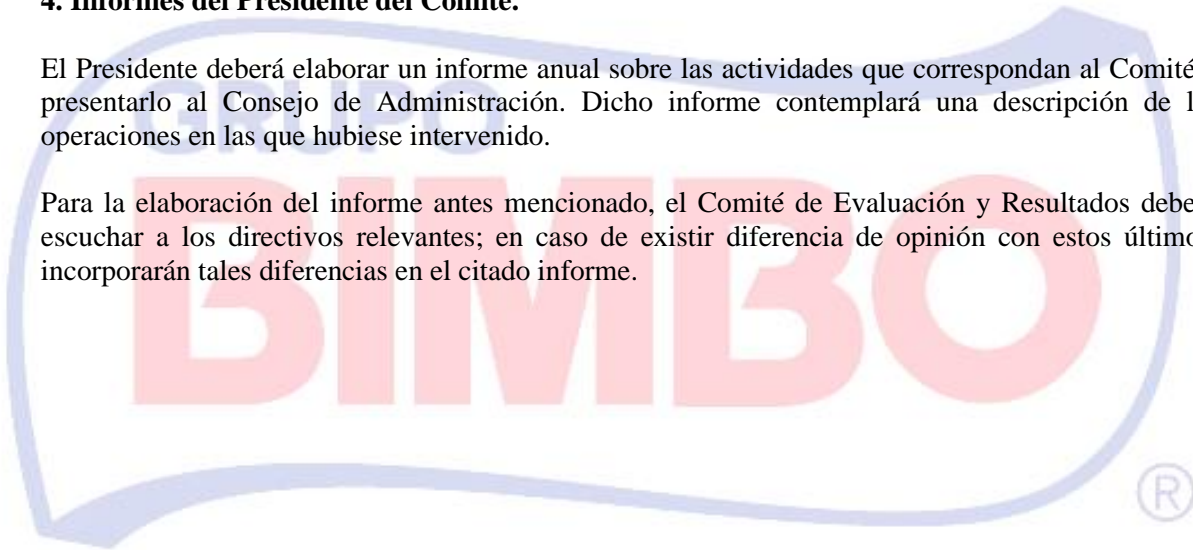 4. Informes del Presidente del Comité.
El Presidente deberá elaborar un informe anual sobre las actividades que correspondan al Comité
presentarlo al Consejo de Administración. Dicho informe contemplará una descripción de l
operaciones en las que hubiese intervenido.
Para la elaboración del informe antes mencionado, el Comité de Evaluación y Resultados debe
escuchar a los directivos relevantes; en caso de existir diferencia de opinión con estos último
incorporarán tales diferencias en el citado informe.
GRUPO
BIMBO
®